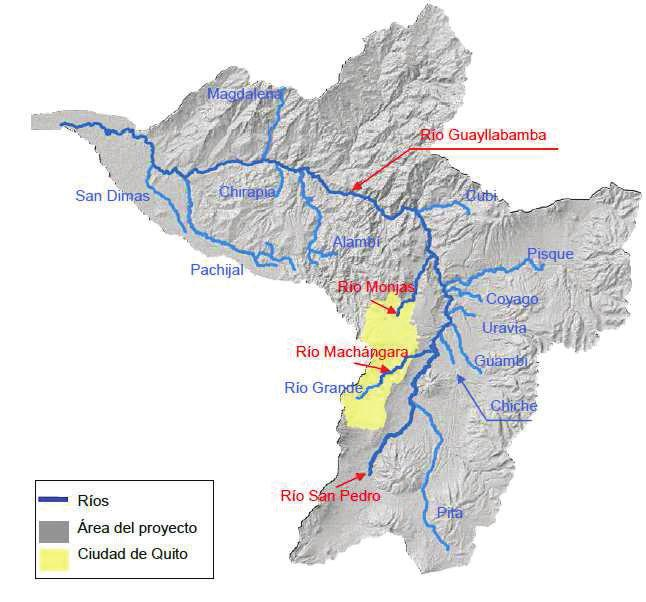 Magdalena
Río Guayllabamba
San Dimas
Chirapia
Cubi
Alambi
Pisque
Pachijal
Río Monjas
Coyago
Uravia
Río Machángara
Guambi
Río Grande
Chiche
Río San Pedro
Pita
Ríos
Área del proyecto
Ciudad de Quito